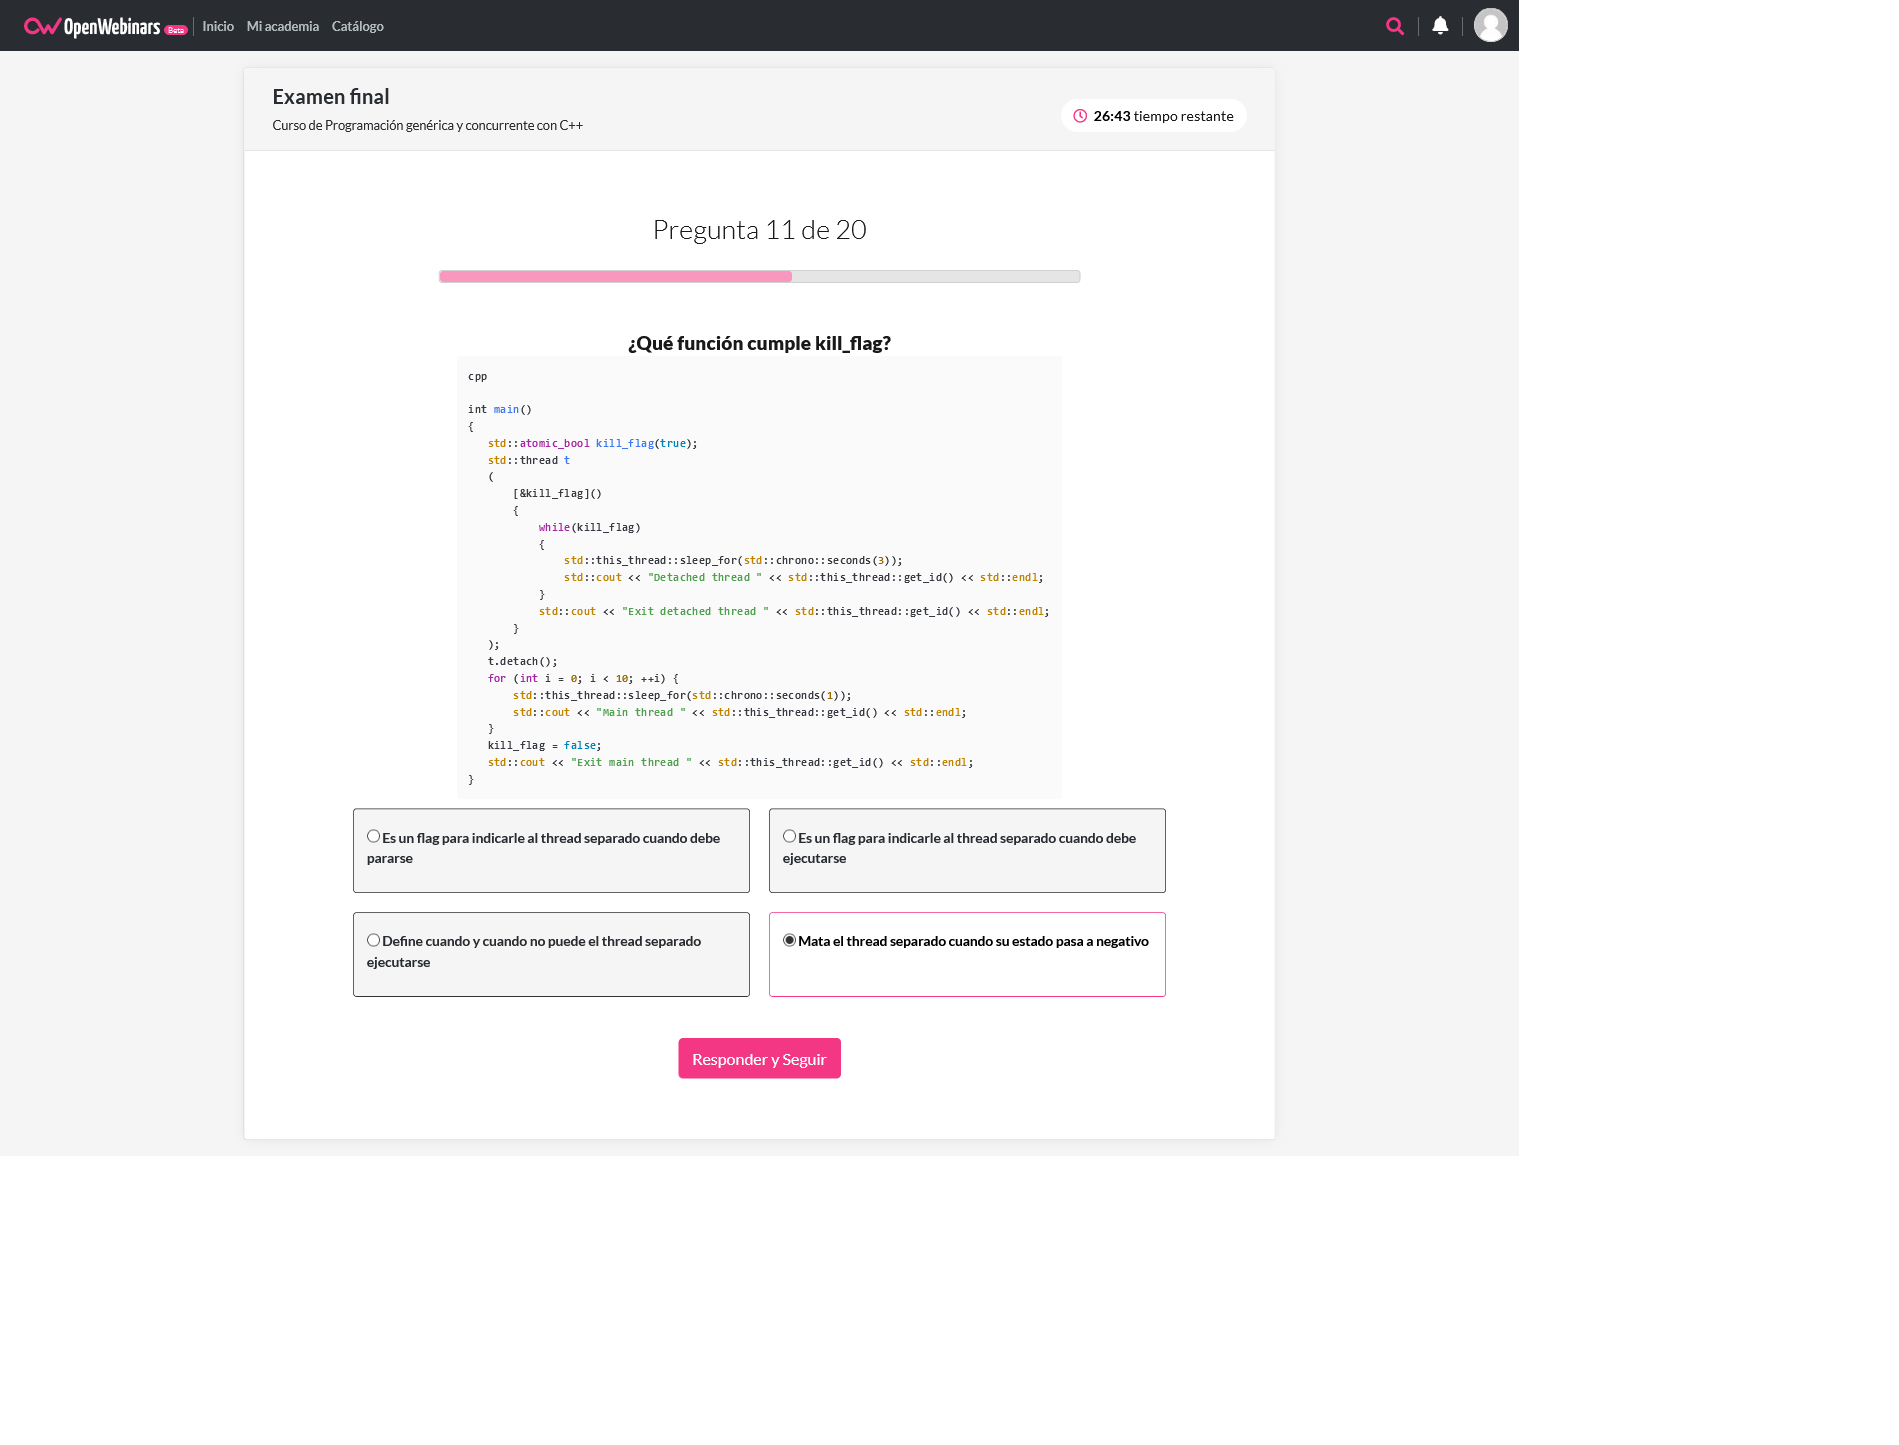 OpenWebinars Beta Inicio Mi academia Catálogo
Examen final
Curso de Programación genérica y concurrente con C++
26:43 tiempo restante
Pregunta 11 de 20
¿Qué función cumple kill_flag?
cpp
int main()
{
   std::atomic_bool kill_flag(true);
   std::thread t
   (
       [&kill_flag]()
       {
           while(kill_flag)
           {
               std::this_thread::sleep_for(std::chrono::seconds(3));
               std::cout << "Detached thread " << std::this_thread::get_id() << std::endl;
           }
           std::cout << "Exit detached thread " << std::this_thread::get_id() << std::endl;
       }
   );
   t.detach();
   for (int i = 0; i < 10; ++i) {
       std::this_thread::sleep_for(std::chrono::seconds(1));
       std::cout << "Main thread " << std::this_thread::get_id() << std::endl;
   }
   kill_flag = false;
   std::cout << "Exit main thread " << std::this_thread::get_id() << std::endl;
}
Es un flag para indicarle al thread separado cuando debe
pararse
Es un flag para indicarle al thread separado cuando debe
ejecutarse
Define cuando y cuando no puede el thread separado
ejecutarse
Mata el thread separado cuando su estado pasa a negativo
Responder y Seguir